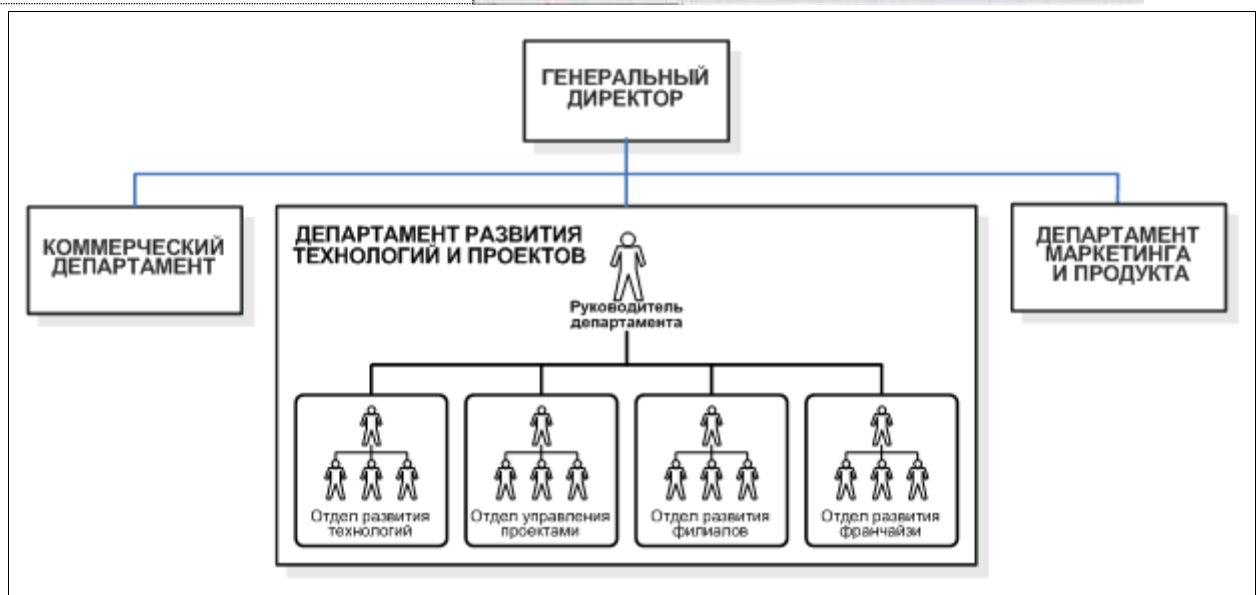 ГЕНЕРАЛЬНЫЙ
ДИРЕКТОР
КОММЕРЧЕСКИЙ
ДЕПАРТАМЕНТ
ДЕПАРТАМЕНТ РАЗВИТИЯ
ТЕХНОЛОГИЙ И ПРОЕКТОВ
Руководитель
департамента
ДЕПАРТАМЕНТ
МАРКЕТИНГА
И ПРОДУКТА
Отдел развития
технологий
Отдел управления
проектами
Отдел развития
филиалов
Отдел развития
франчайзи